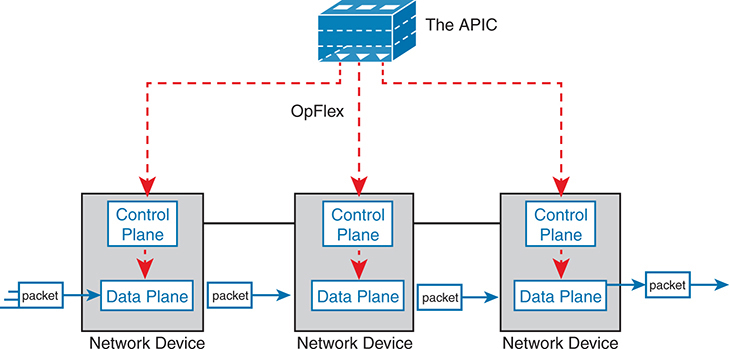 The APIC
OpFlex
Control
Plane
Control
Plane
Control
Plane
packet
Data Plane
packet
Data Plane
packet
Data Plane
packet
Network Device
Network Device
Network Device